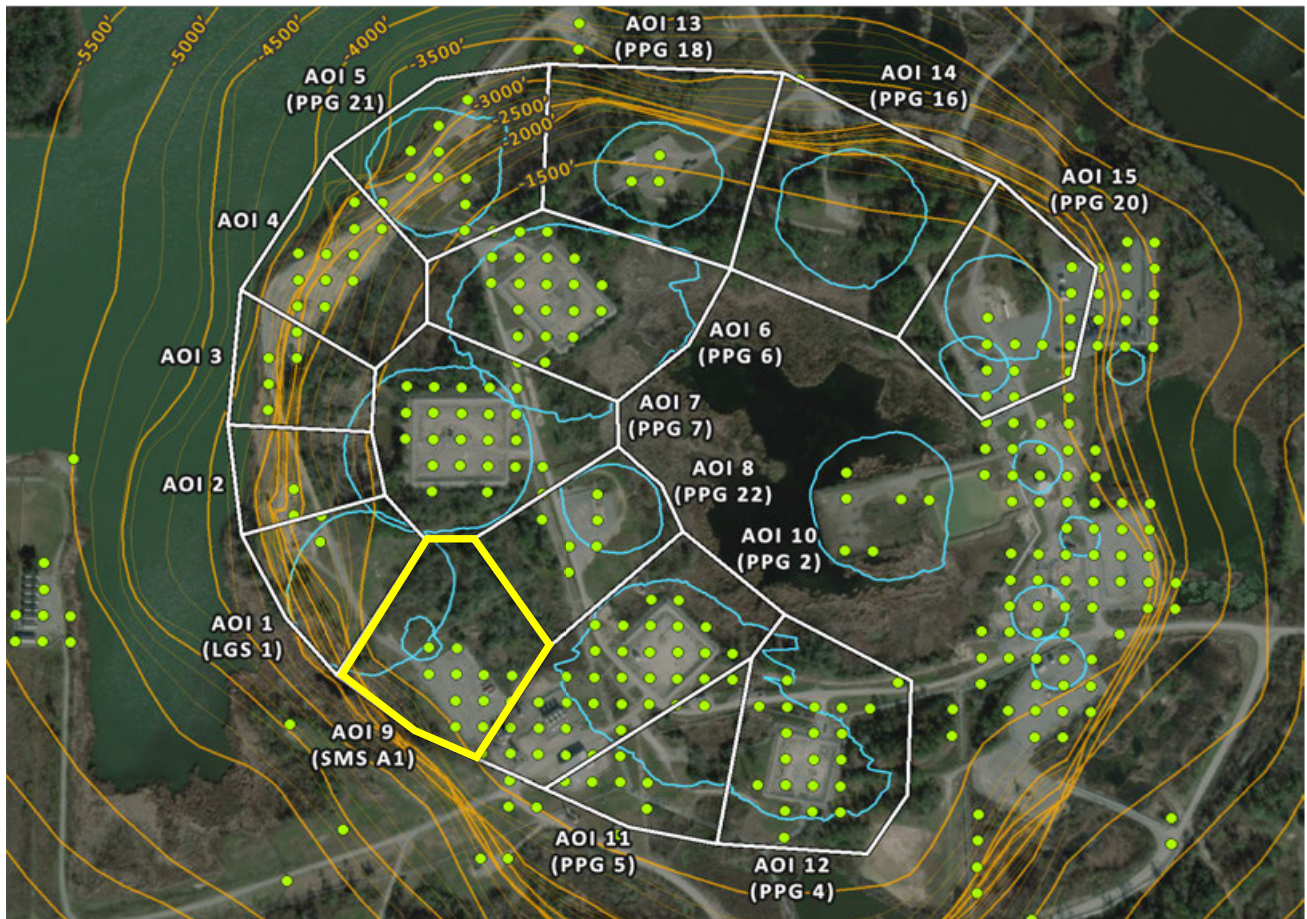 -5500'
-5000'
-4500'
-4000'
-3500'
-3000'
-2500'
-2000'
-1500'
AOI 13
(PPG 18)
AOI 5
(PPG 21)
AOI 14
(PPG 16)
AOI 15
(PPG 20)
AOI 4
AOI 3
AOI 6
(PPG 6)
AOI 7
(PPG 7)
AOI 2
AOI 8
(PPG 22)
AOI 10
(PPG 2)
AOI 1
(LGS 1)
AOI 9
(SMS A1)
AOI 11
(PPG 5)
AOI 12
(PPG 4)